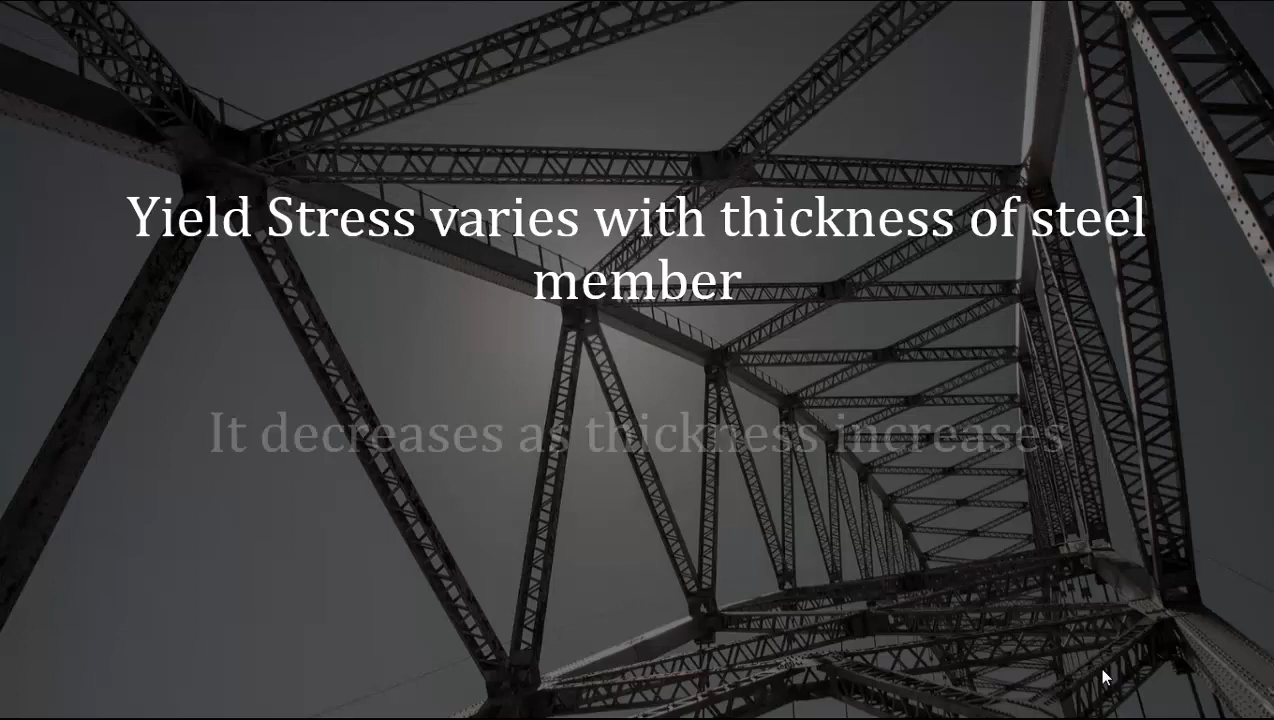 Yield Stress varies with thickness of steel
member
It decreases as thickness increases